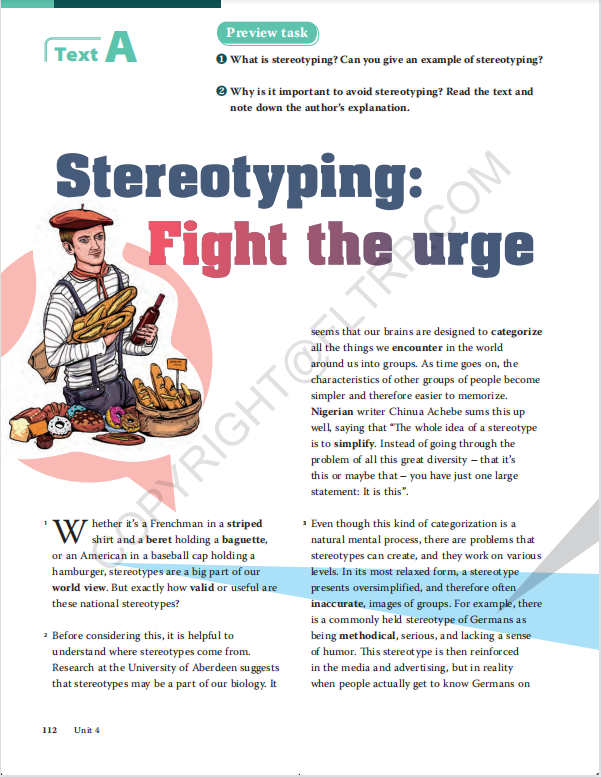 Text A
Preview task
1 What is stereotyping? Can you give an example of stereotyping?
2 Why is it important to avoid stereotyping? Read the text and
note down the author's explanation.
Stereotyping:
Fight the urge
1 Whether it's a Frenchman in a striped
shirt and a beret holding a baguette,
or an American in a baseball cap holding a
hamburger, stereotypes are a big part of our
world view. But exactly how valid or useful are
these national stereotypes?
2 Before considering this, it is helpful to
understand where stereotypes come from.
Research at the University of Aberdeen suggests
that stereotypes may be a part of our biology. It
seems that our brains are designed to categorize
all the things we encounter in the world
around us into groups. As time goes on, the
characteristics of other groups of people become
simpler and therefore easier to memorize.
Nigerian writer Chinua Achebe sums this up
well, saying that “The whole idea of a stereotype
is to simplify. Instead of going through the
problem of all this great diversity – that it's
this or maybe that – you have just one large
statement: It is this”.
3 Even though this kind of categorization is a
natural mental process, there are problems that
stereotypes can create, and they work on various
levels. In its most relaxed form, a stereotype
presents oversimplified, and therefore often
inaccurate, images of groups. For example, there
is a commonly held stereotype of Germans as
being methodical, serious, and lacking a sense
of humor. This stereotype is then reinforced
in the media and advertising, but in reality
when people actually get to know Germans on
112 Unit 4
COPYRIGHT@FLTRP.COM